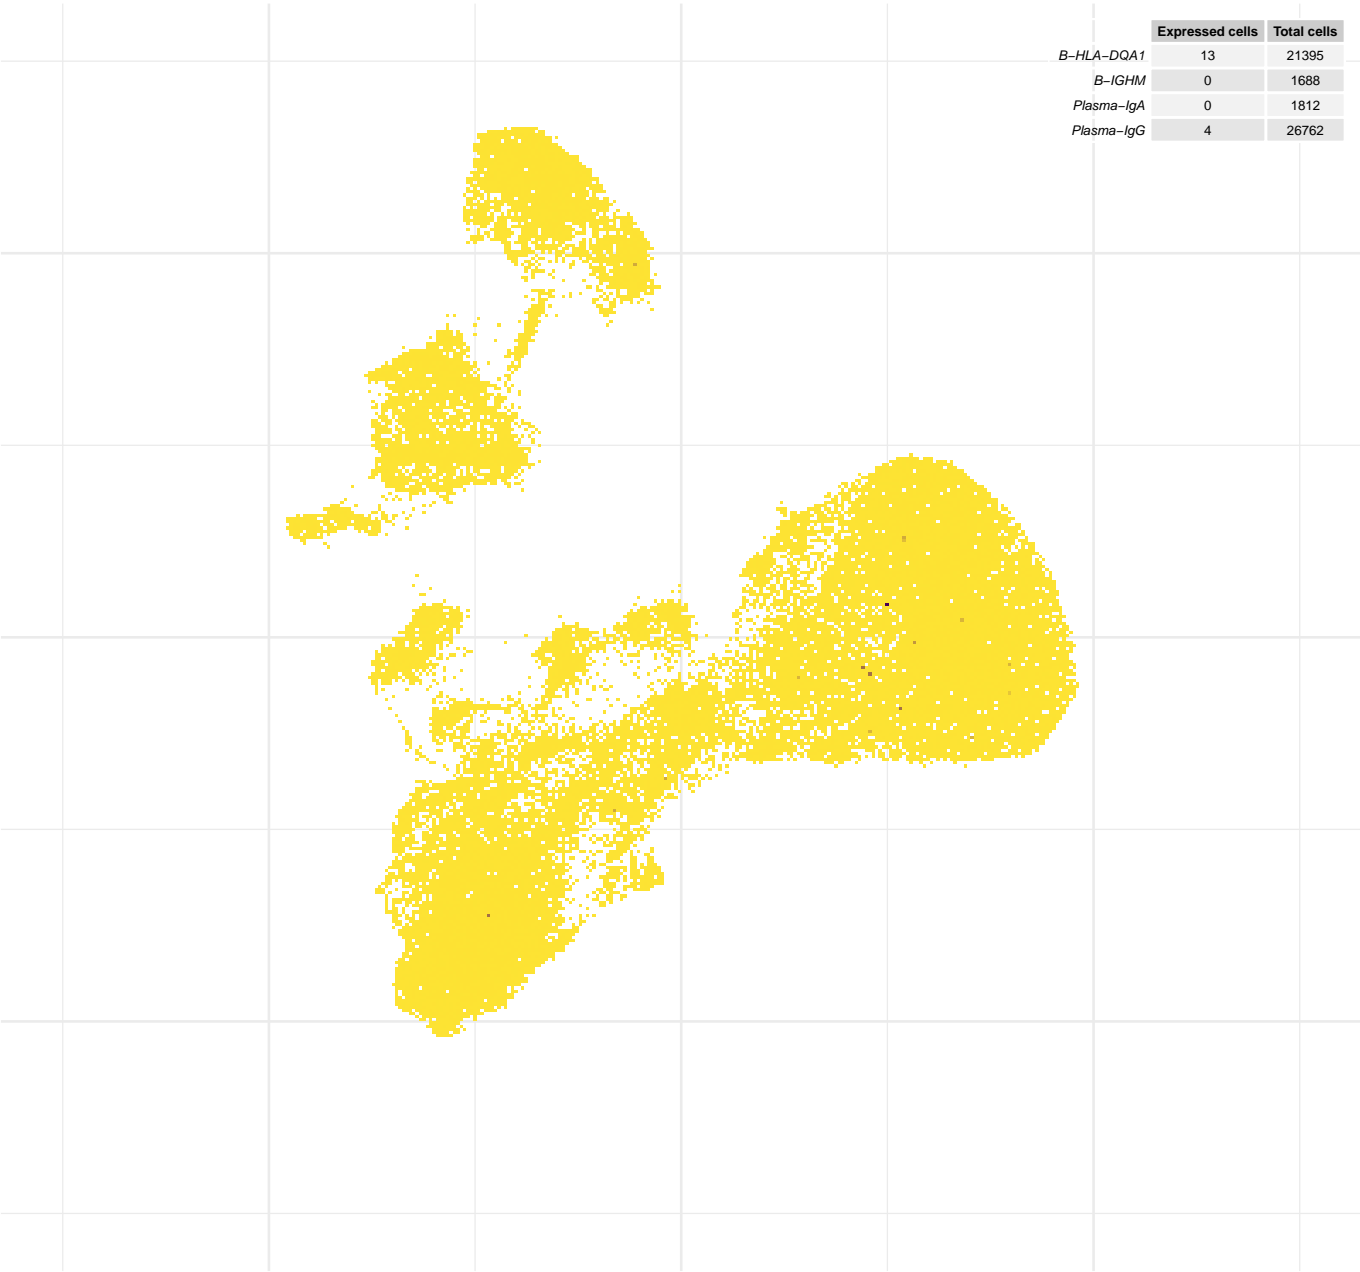 Expressed cells Total cells
B−HLA−DQA1 13 21395
B−IGHM 0 1688
Plasma−IgA 0 1812
Plasma−IgG 4 26762